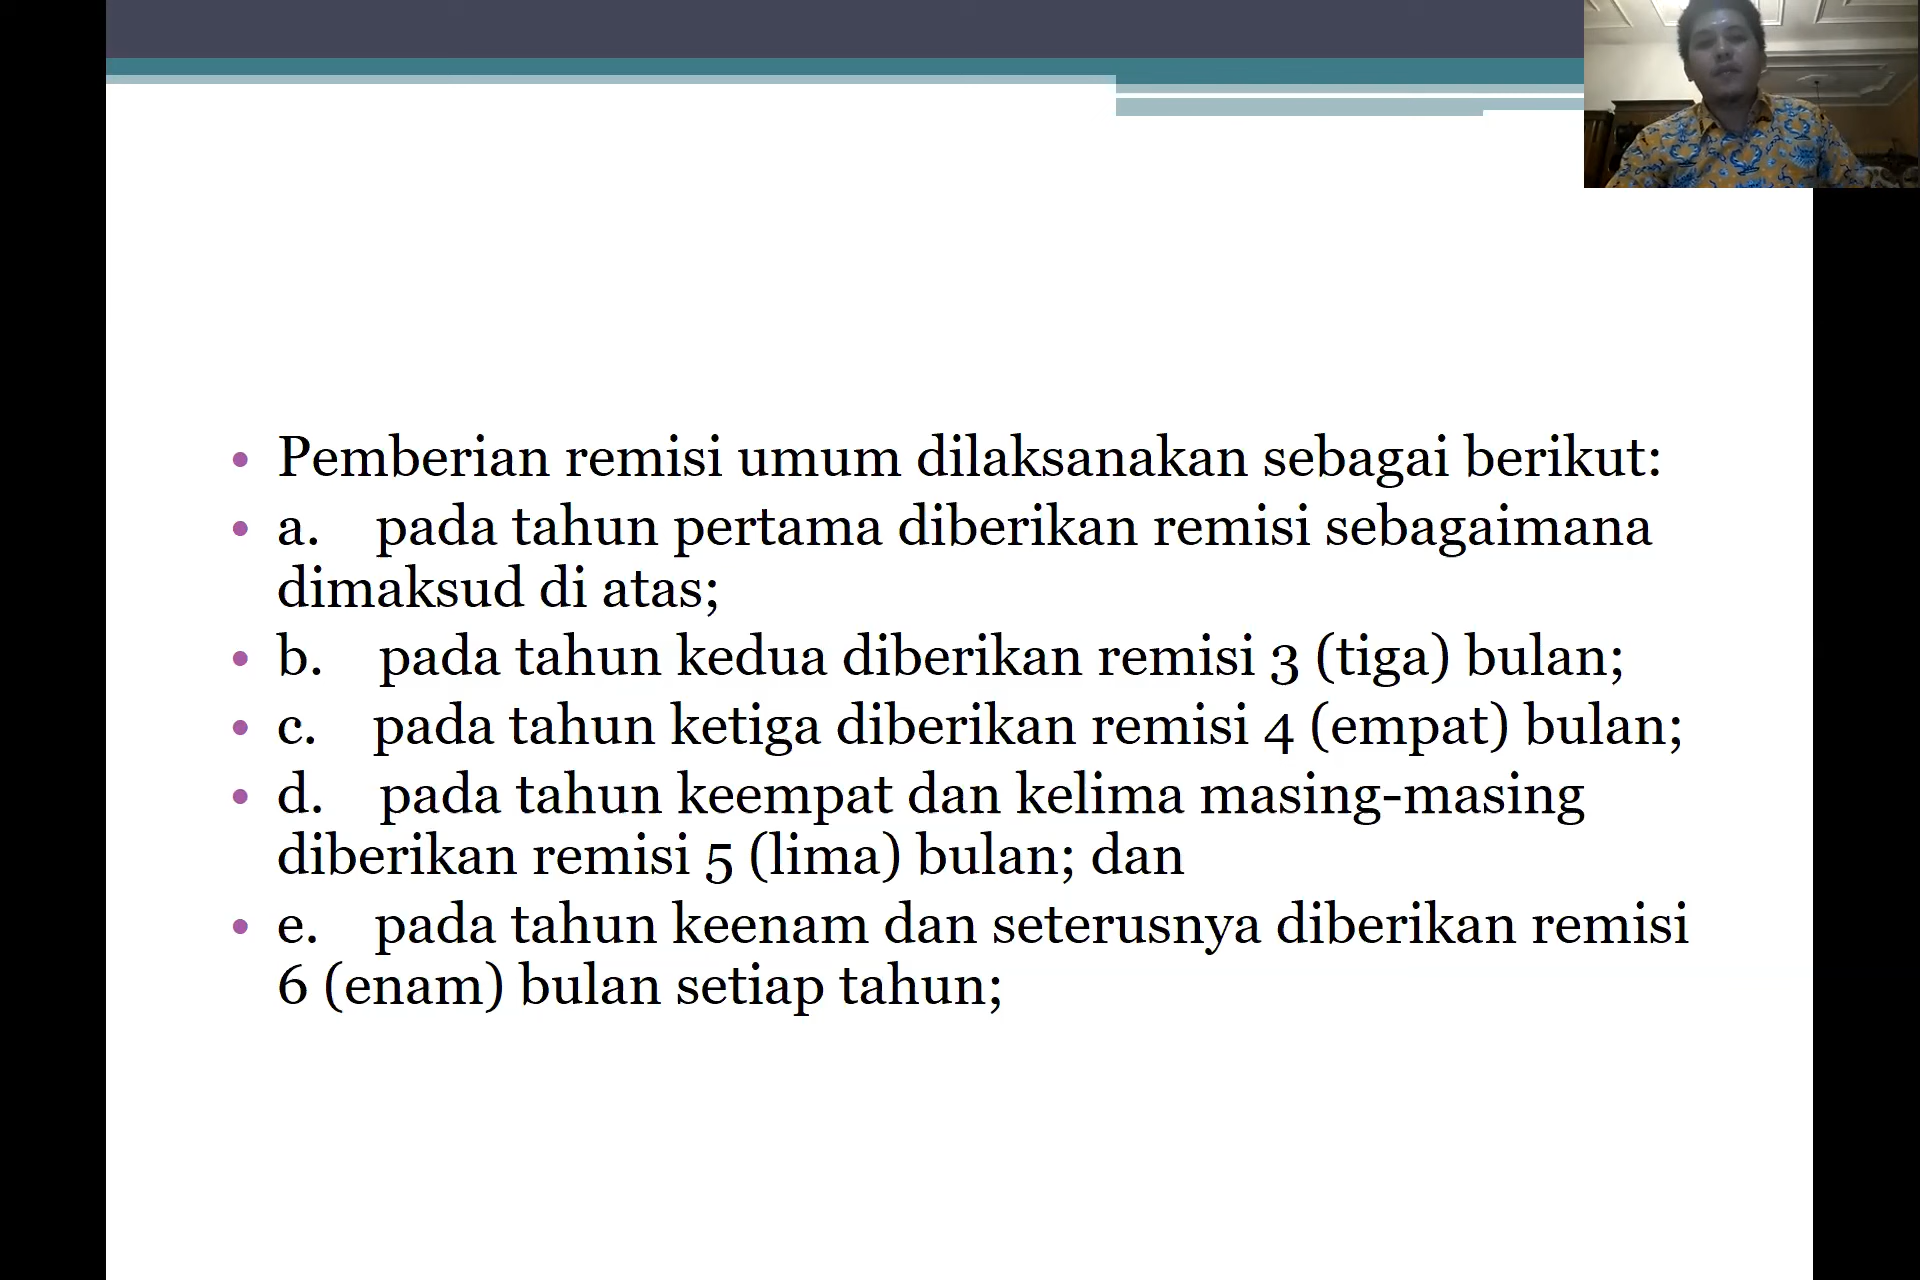 • Pemberian remisi umum dilaksanakan sebagai berikut:
• a. pada tahun pertama diberikan remisi sebagaimana
dimaksud di atas;
• b. pada tahun kedua diberikan remisi 3 (tiga) bulan;
• c. pada tahun ketiga diberikan remisi 4 (empat) bulan;
• d. pada tahun keempat dan kelima masing-masing
diberikan remisi 5 (lima) bulan; dan
• e. pada tahun keenam dan seterusnya diberikan remisi
6 (enam) bulan setiap tahun;